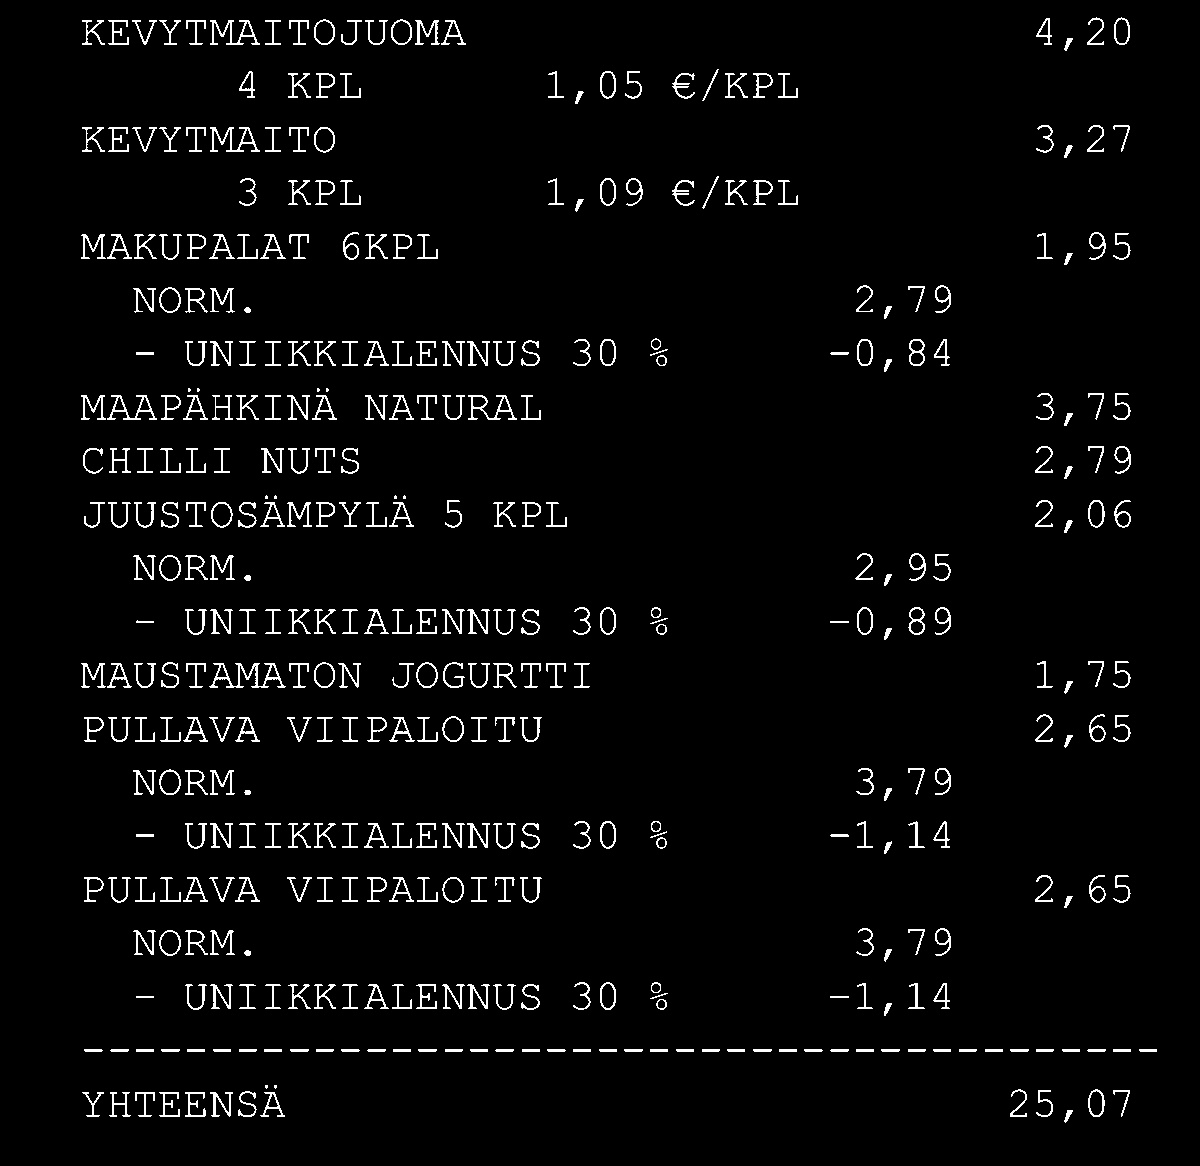 KEVYTMAITOJUOMA 4,20
4 KPL 1,05 €/KPL
KEVYTMAITO 3,27
3 KPL 1,09 €/KPL
MAKUPALAT 6KPL 1,95
NORM. 2,79
- UNIIKKIALENNUS 30 % -0,84
MAAPÄHKINÄ NATURAL 3,75
CHILLI NUTS 2,79
JUUSTOSÄMPYLÄ 5 KPL 2,06
NORM. 2,95
- UNIIKKIALENNUS 30 % -0,89
MAUSTAMATON JOGURTTI 1,75
PULLAVA VIIPALOITU 2,65
NORM. 3,79
- UNIIKKIALENNUS 30 % -1,14
PULLAVA VIIPALOITU 2,65
NORM. 3,79
- UNIIKKIALENNUS 30 % -1,14
------------------------------------------
YHTEENSÄ 25,07